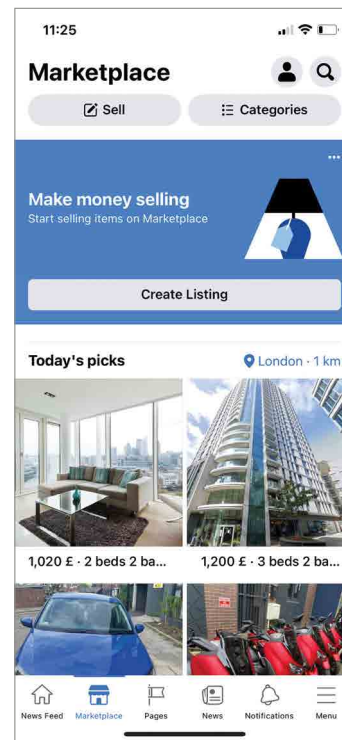 11:25
Marketplace
Sell
Categories
Make money selling
Start selling items on Marketplace
Create Listing
Today's picks
London · 1 km
1,020 £ · 2 beds 2 ba...
1,200 £ · 3 beds 2 ba...
News Feed
Marketplace
Pages
News
Notifications
Menu